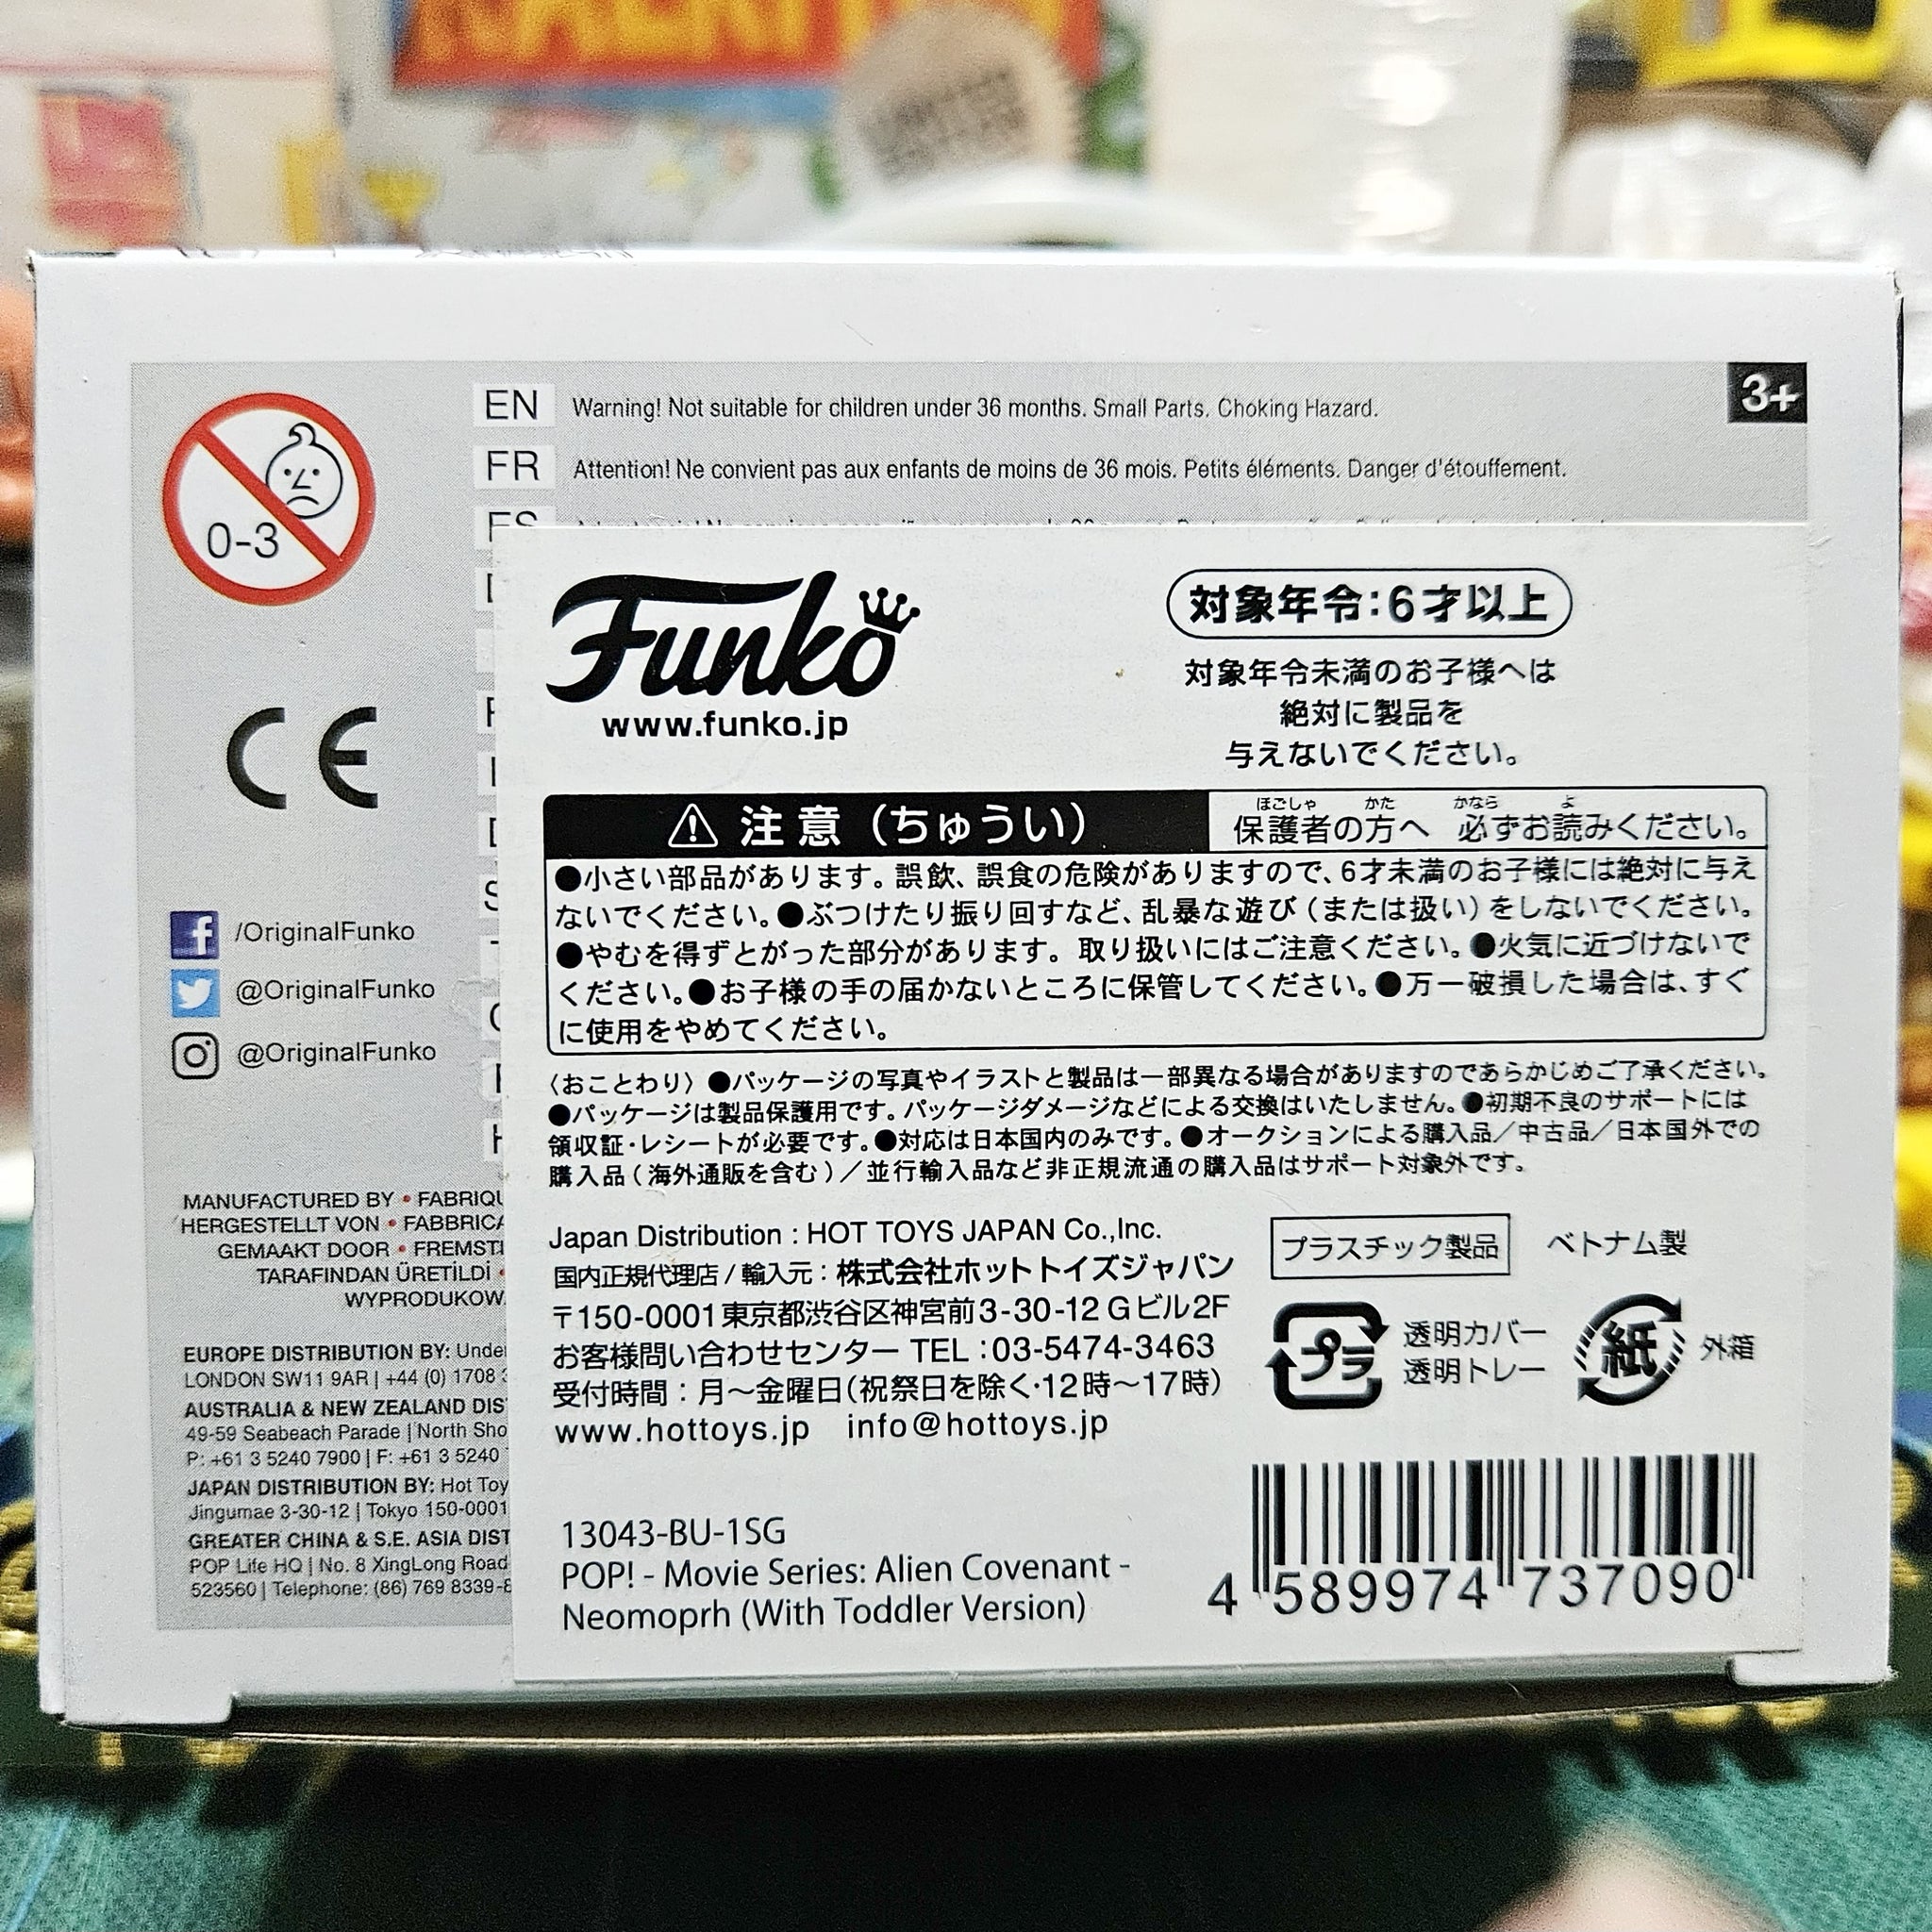 EN Warning! Not suitable for children under 36 months. Small Parts. Choking Hazard.
3+
FR Attention! Ne convient pas aux enfants de moins de 36 mois. Petits éléments. Danger d'étouffement.
ES
0-3
CE
/OriginalFunko
@OriginalFunko
@OriginalFunko
MANUFACTURED BY • FABRIQU
HERGESTELLT VON • FABBRICA
GEMAAKT DOOR • FREMSTI
TARAFINDAN ÜRETİLDİ •
WYPRODUKOW
EUROPE DISTRIBUTION BY: Unde
LONDON SW11 9AR | +44 (0) 1708
AUSTRALIA & NEW ZEALAND DIS
49-59 Seabeach Parade | North Sho
P: +61 3 5240 7900 | F: +61 3 5240
JAPAN DISTRIBUTION BY: Hot Toy
Jingumae 3-30-12 | Tokyo 150-0001
GREATER CHINA & S.E. ASIA DIST
POP Life HQ | No. 8 XingLong Road
523560 | Telephone: (86) 769 8339-8
Funko
www.funko.jp
対象年令:6才以上
対象年令未満のお子様へは
絶対に製品を
与えないでください。
注意(ちゅうい)
ほごしゃ かた かなら よ
保護者の方へ 必ずお読みください。
●小さい部品があります。誤飲、誤食の危険がありますので、6才未満のお子様には絶対に与え
ないでください。●ぶつけたり振り回すなど、乱暴な遊び(または扱い)をしないでください。
●やむを得ずとがった部分があります。取り扱いにはご注意ください。●火気に近づけないで
ください。●お子様の手の届かないところに保管してください。●万一破損した場合は、すぐ
に使用をやめてください。
〈おことわり〉●パッケージの写真やイラストと製品は一部異なる場合がありますのであらかじめご了承ください。
●パッケージは製品保護用です。パッケージダメージなどによる交換はいたしません。●初期不良のサポートには
領収証・レシートが必要です。●対応は日本国内のみです。●オークションによる購入品/中古品/日本国外での
購入品(海外通販を含む)/並行輸入品など非正規流通の購入品はサポート対象外です。
Japan Distribution : HOT TOYS JAPAN Co.,Inc.
国内正規代理店 / 輸入元 : 株式会社ホットトイズジャパン
〒150-0001東京都渋谷区神宮前3-30-12 Gビル2F
お客様問い合わせセンター TEL :03-5474-3463
受付時間:月〜金曜日(祝祭日を除く・12時〜17時)
www.hottoys.jp info@hottoys.jp
プラスチック製品 ベトナム製
プラ
透明カバー
透明トレー
紙
外箱
13043-BU-1SG
POP! - Movie Series: Alien Covenant -
Neomoprh (With Toddler Version)
4 589974 737090